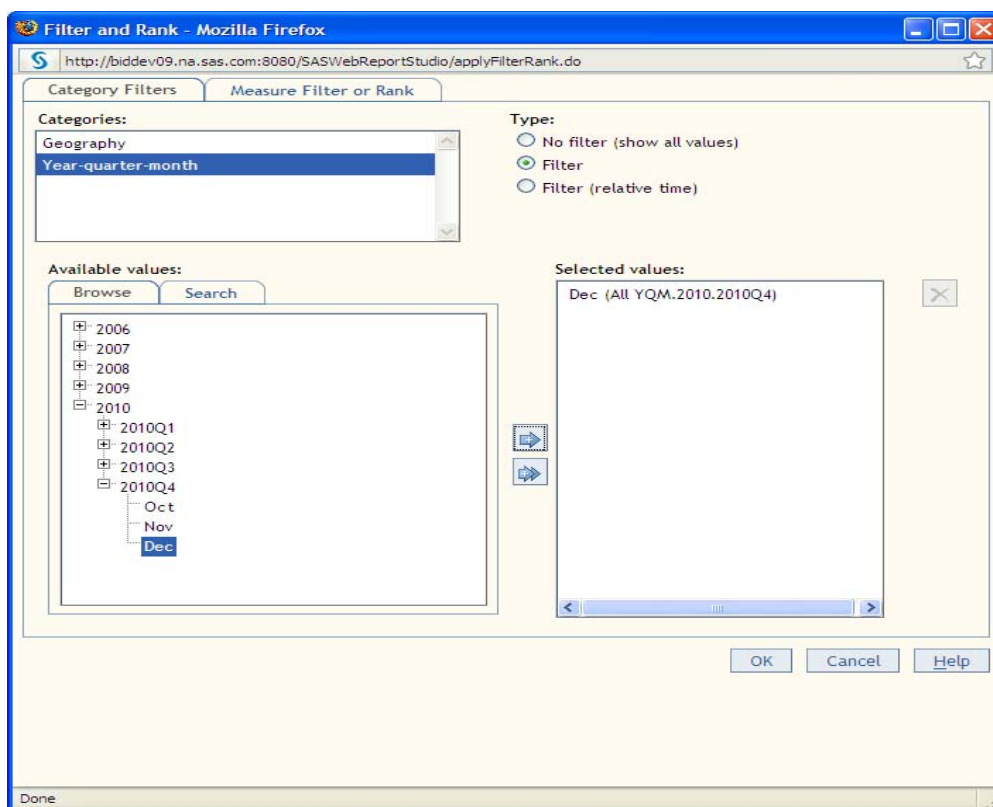 Filter and Rank - Mozilla Firefox
http://biddev09.na.sas.com:8080/SASWebReportStudio/applyFilterRank.do
Category Filters
Measure Filter or Rank
Categories:
Geography
Year-quarter-month
Type:
No filter (show all values)
Filter
Filter (relative time)
Available values:
Browse
Search
2006
2007
2008
2009
2010
2010Q1
2010Q2
2010Q3
2010Q4
Oct
Nov
Dec
Selected values:
Dec (All YQM.2010.2010Q4)
OK
Cancel
Help
Done